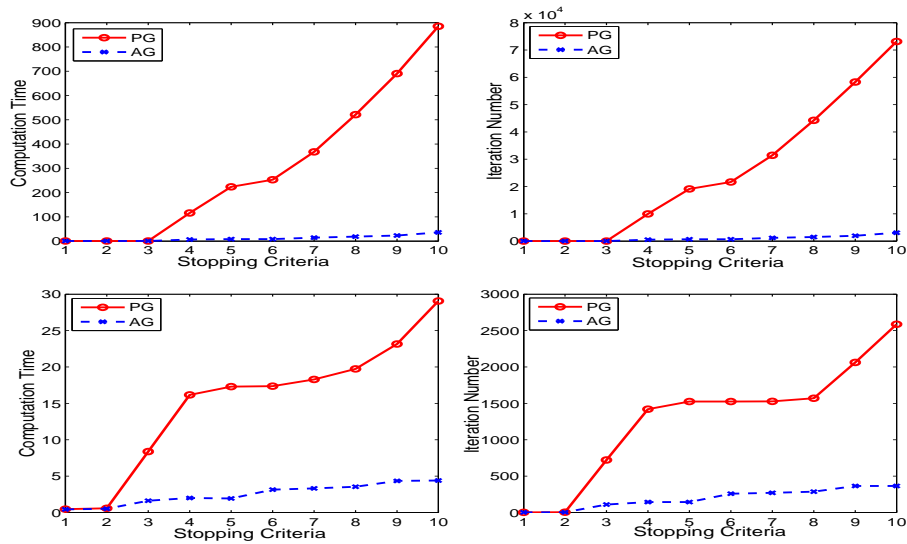 Computation Time
900
800
700
600
500
400
300
200
100
0
PG
AG
1 2 3 4 5 6 7 8 9 10
Stopping Criteria
Iteration Number
x 10^4
8
7
6
5
4
3
2
1
0
PG
AG
1 2 3 4 5 6 7 8 9 10
Stopping Criteria
Computation Time
30
25
20
15
10
5
0
PG
AG
1 2 3 4 5 6 7 8 9 10
Stopping Criteria
Iteration Number
3000
2500
2000
1500
1000
500
0
PG
AG
1 2 3 4 5 6 7 8 9 10
Stopping Criteria